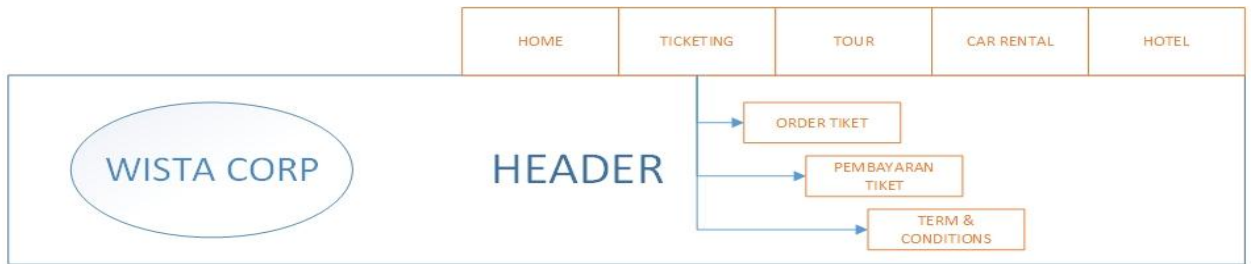 HOME
TICKETING
TOUR
CAR RENTAL
HOTEL
WISTA CORP
HEADER
ORDER TIKET
PEMBAYARAN
TIKET
TERM &
CONDITIONS